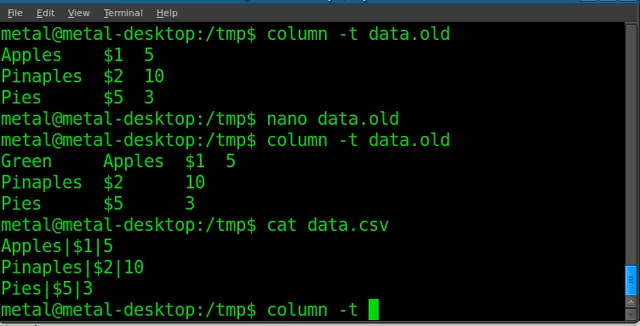 File Edit View Terminal Help
metal@metal-desktop:/tmp$ column -t data.old
Apples    $1  5
Pinaples  $2  10
Pies      $5  3
metal@metal-desktop:/tmp$ nano data.old
metal@metal-desktop:/tmp$ column -t data.old
Green     Apples  $1  5
Pinaples  $2      10
Pies      $5      3
metal@metal-desktop:/tmp$ cat data.csv
Apples|$1|5
Pinaples|$2|10
Pies|$5|3
metal@metal-desktop:/tmp$ column -t